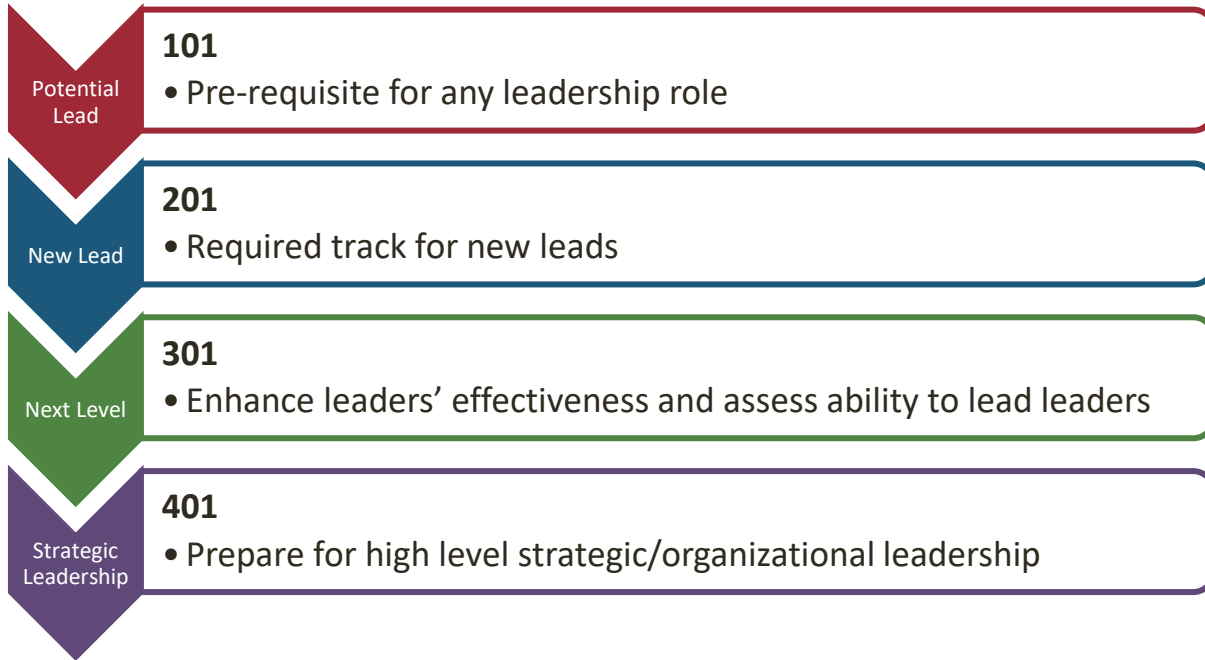 Potential
Lead
101
• Pre-requisite for any leadership role
New Lead
201
• Required track for new leads
Next Level
301
• Enhance leaders’ effectiveness and assess ability to lead leaders
Strategic
Leadership
401
• Prepare for high level strategic/organizational leadership